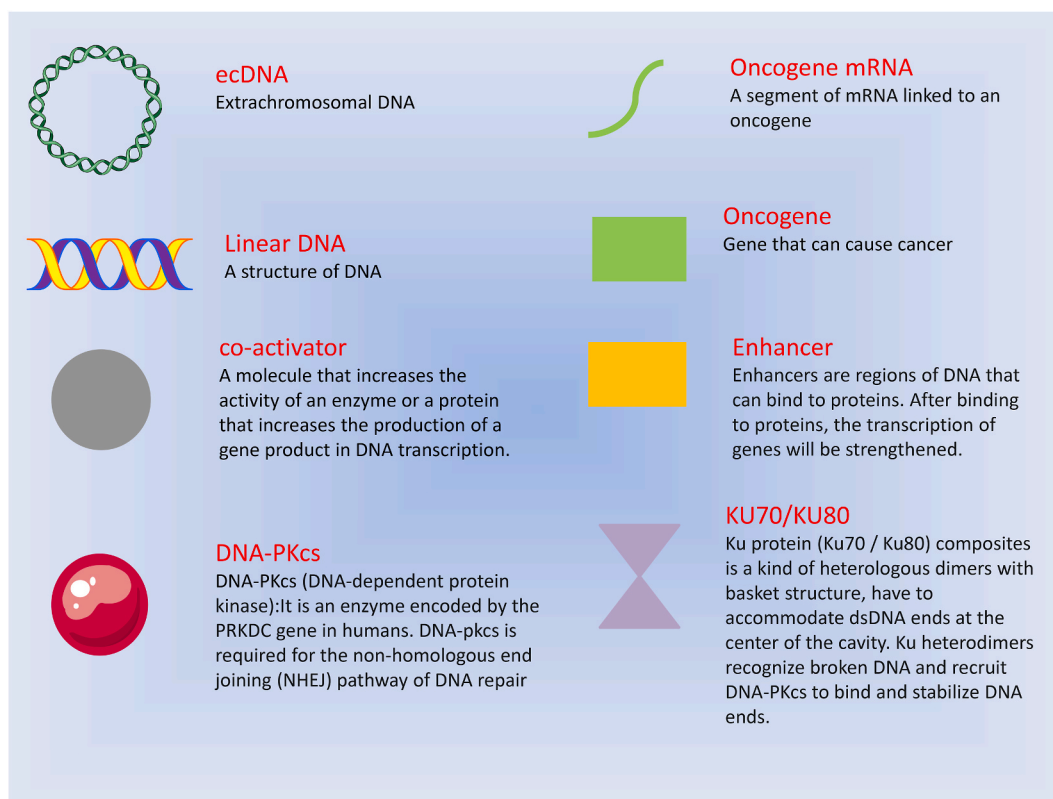 ecDNA
Extrachromosomal DNA
Oncogene mRNA
A segment of mRNA linked to an
oncogene
Linear DNA
A structure of DNA
Oncogene
Gene that can cause cancer
co-activator
A molecule that increases the
activity of an enzyme or a protein
that increases the production of a
gene product in DNA transcription.
Enhancer
Enhancers are regions of DNA that
can bind to proteins. After binding
to proteins, the transcription of
genes will be strengthened.
DNA-PKcs
DNA-PKcs (DNA-dependent protein
kinase):It is an enzyme encoded by the
PRKDC gene in humans. DNA-pkcs is
required for the non-homologous end
joining (NHEJ) pathway of DNA repair
KU70/KU80
Ku protein (Ku70 / Ku80) composites
is a kind of heterologous dimers with
basket structure, have to
accommodate dsDNA ends at the
center of the cavity. Ku heterodimers
recognize broken DNA and recruit
DNA-PKcs to bind and stabilize DNA
ends.